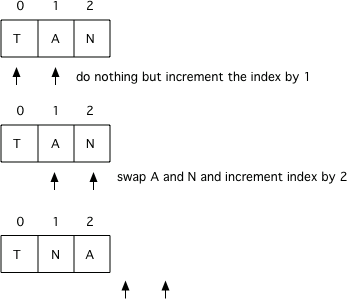 0 1 2
T A N
do nothing but increment the index by 1
0 1 2
T A N
swap A and N and increment index by 2
0 1 2
T N A